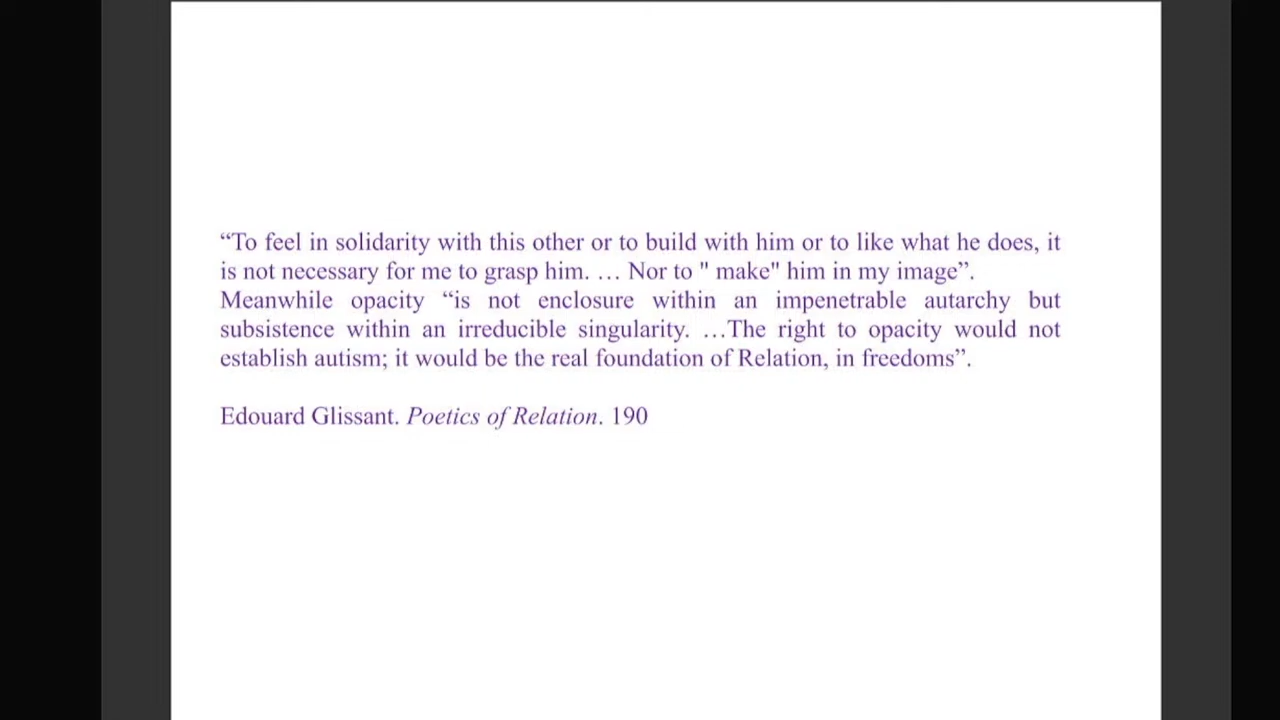 “To feel in solidarity with this other or to build with him or to like what he does, it
is not necessary for me to grasp him. … Nor to " make" him in my image”.
Meanwhile opacity “is not enclosure within an impenetrable autarchy but
subsistence within an irreducible singularity. …The right to opacity would not
establish autism; it would be the real foundation of Relation, in freedoms”.
Edouard Glissant. Poetics of Relation. 190